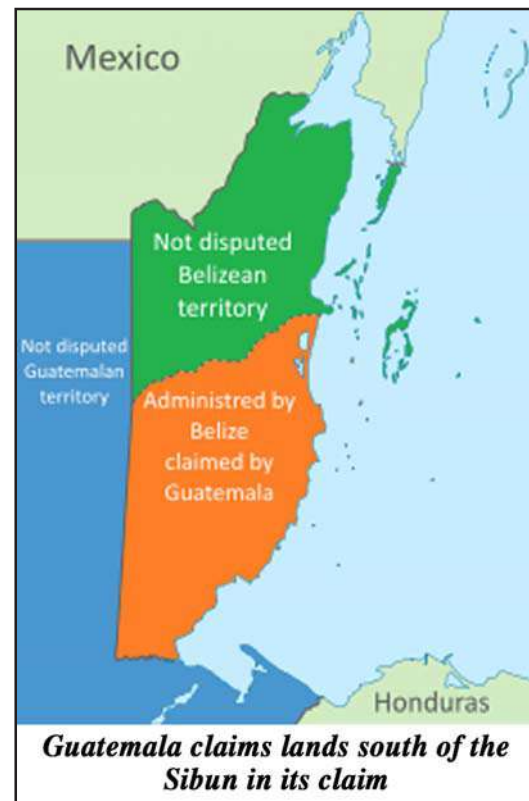 Mexico
Not disputed
Belizean
territory
Not disputed
Guatemalan
territory
Administred by
Belize
claimed by
Guatemala
Honduras
Guatemala claims lands south of the
Sibun in its claim